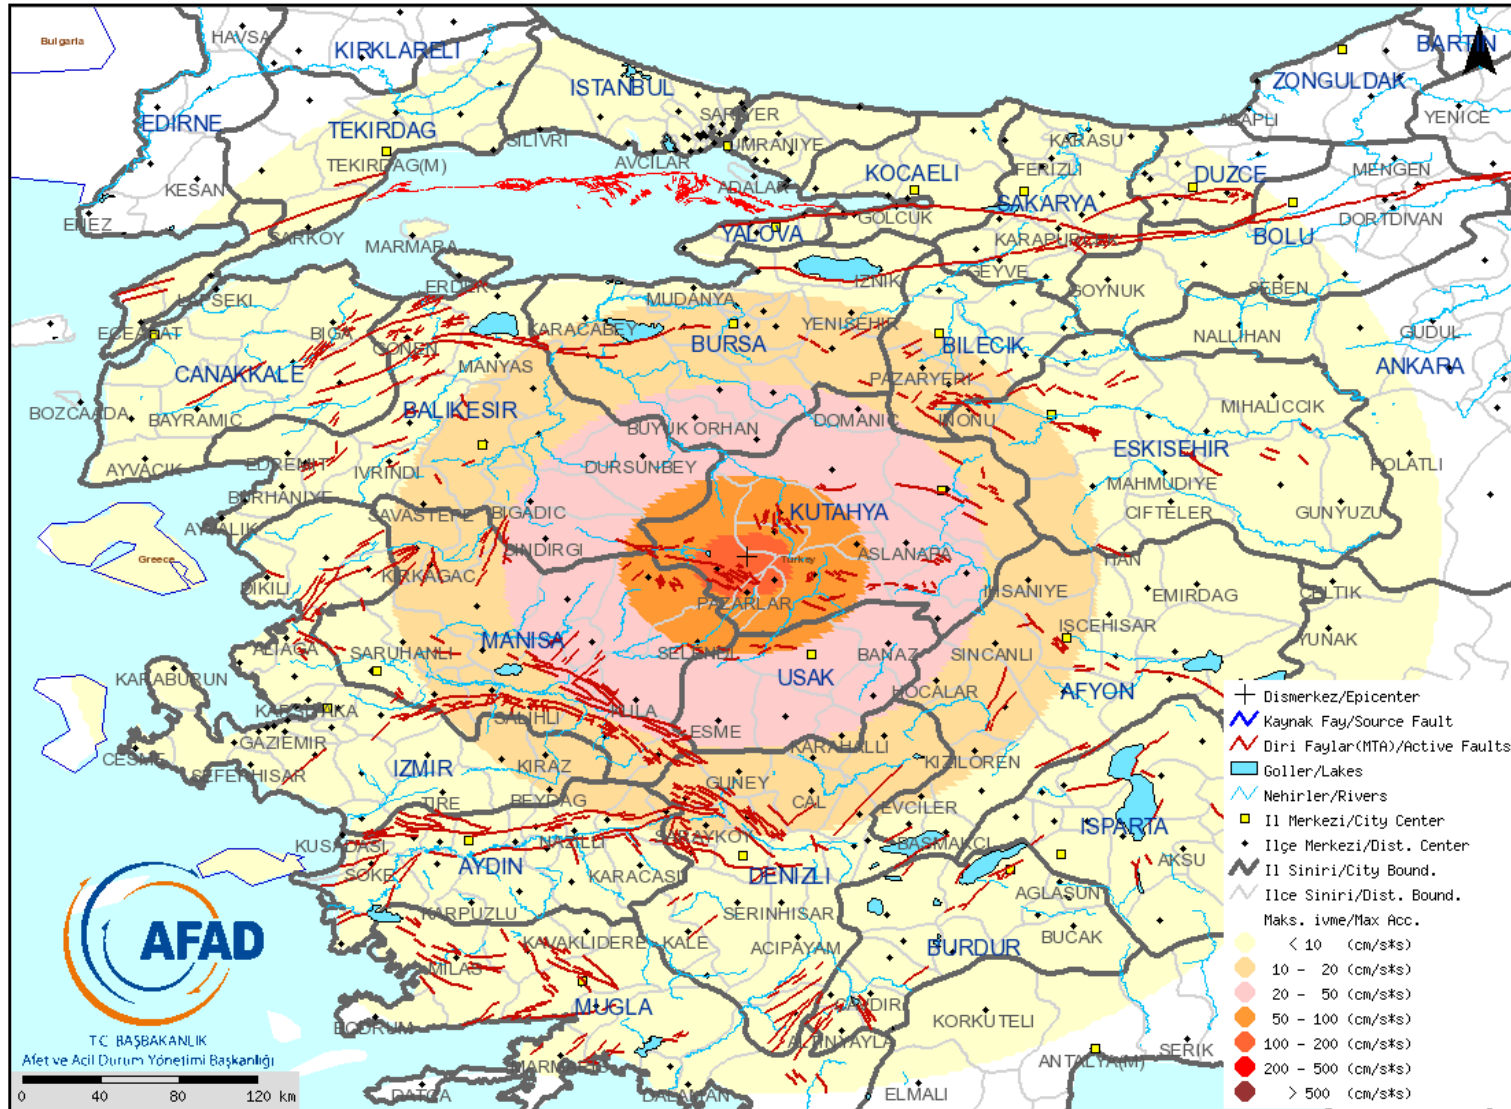 Bulgaria
HAVSA
KIRKLARELI
BARTIN
ISTANBUL
ZONGULDAK
EDIRNE
SARIYER
ALAPLI
YENICE
TEKIRDAG
SILIVRI
UMRANIYE
KARASU
TEKIRDAG(M)
AVCILAR
FERIZLI
MENGEN
KESAN
ADALAR
KOCAELI
DUZCE
ENEZ
GOLCUK
SAKARYA
DORTDIVAN
SARKOY
MARMARA
YALOVA
KARAPURCEK
BOLU
LAPSEKI
ERDEK
IZNIK
GEYVE
GOYNUK
SEBEN
ECEABAT
BIGA
KARACABEY
MUDANYA
YENISEHIR
NALLIHAN
GUDUL
CANAKKALE
GONEN
MANYAS
BURSA
BILECIK
PAZARYERI
ANKARA
BOZCAADA
BAYRAMIC
BALIKESIR
BUYUK ORHAN
DOMANIC
INONU
MIHALICCIK
AYVACIK
EDREMIT
IVRINDI
DURSUNBEY
ESKISEHIR
POLATLI
BURHANIYE
MAHMUDIYE
AYVALIK
SAVASTEPE
BIGADIC
KUTAHYA
CIFTELER
GUNYUZU
Greece
SINDIRGI
Turkey
ASLANAPA
HAN
DIKILI
KIRKAGAC
PAZARLAR
IHSANIYE
EMIRDAG
CELTIK
ALIAGA
SARUHANLI
MANISA
SELENDI
BANAZ
SINCANLI
ISCEHISAR
YUNAK
KARABURUN
USAK
HOCALAR
AFYON
KARSIYAKA
SALIHLI
KULA
ESME
GAZIEMIR
KARAHALLI
KIZILOREN
CESME
SEFERHISAR
IZMIR
KIRAZ
GUNEY
TIRE
BEYDAG
CAL
EVCILER
KUSADASI
NAZILLI
SARAYKOY
BASMAKCI
ISPARTA
AKSU
SOKE
AYDIN
KARACASU
DENIZLI
AGLASUN
KARPUZLU
SERINHISAR
KAVAKLIDERE
KALE
ACIPAYAM
BURDUR
BUCAK
MILAS
MUGLA
CAVDIR
BODRUM
KORKUTELI
ALTINYAYLA
MARMARIS
ANTALYA(M)
SERIK
DATCA
DALAMAN
ELMALI
Dismerkez/Epicenter
Kaynak Fay/Source Fault
Diri Faylar(MTA)/Active Faults
Goller/Lakes
Nehirler/Rivers
Il Merkezi/City Center
Ilçe Merkezi/Dist. Center
Il Siniri/City Bound.
Ilce Siniri/Dist. Bound.
Maks. ivme/Max Acc.
< 10 (cm/s*s)
10 - 20 (cm/s*s)
20 - 50 (cm/s*s)
50 - 100 (cm/s*s)
100 - 200 (cm/s*s)
200 - 500 (cm/s*s)
> 500 (cm/s*s)
AFAD
T.C. BAŞBAKANLIK
Afet ve Acil Durum Yönetimi Başkanlığı
0 40 80 120 km